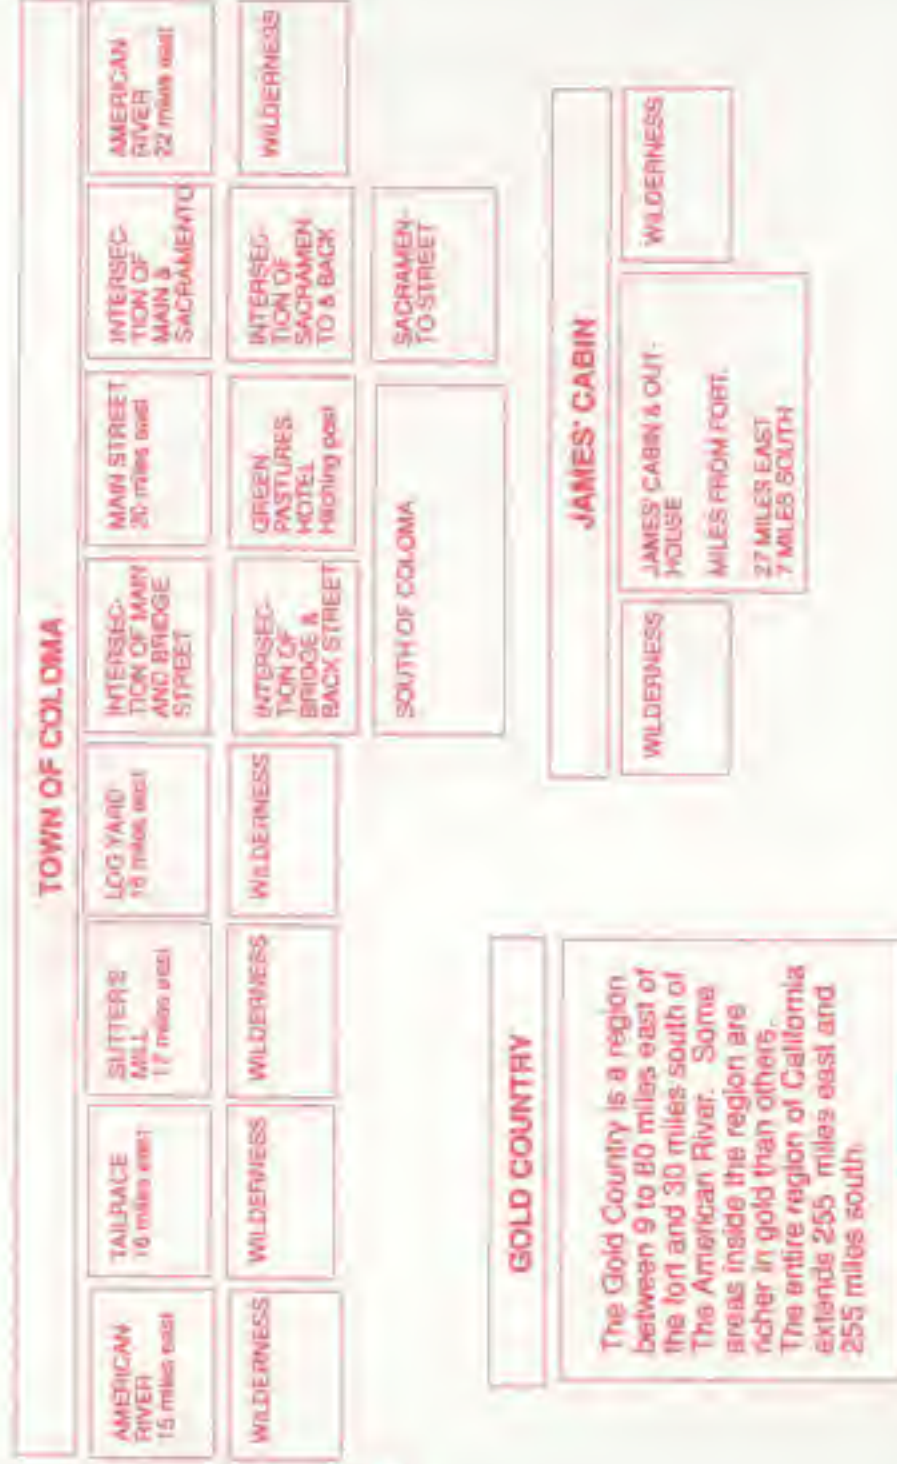 TOWN OF COLOMA
AMERICAN
RIVER
15 miles east
TAILRACE
16 miles east
SUTTER'S
MILL
17 miles east
LOG YARD
18 miles east
INTERSEC-
TION OF MAIN
AND BRIDGE
STREET
MAIN STREET
20 miles east
INTERSEC-
TION OF
MAIN &
SACRAMENTO
AMERICAN
RIVER
22 miles east
WILDERNESS
WILDERNESS
WILDERNESS
WILDERNESS
INTERSEC-
TION OF
BRIDGE &
BACK STREET
GREEN
PASTURES
HOTEL
Hitching post
INTERSEC-
TION OF
SACRAMEN
TO & BACK
WILDERNESS
SOUTH OF COLOMA
SACRAMEN-
TO STREET
GOLD COUNTRY
The Gold Country is a region
between 9 to 80 miles east of
the fort and 30 miles south of
The American River. Some
areas inside the region are
richer in gold than others.
The entire region of California
extends 255 miles east and
255 miles south.
JAMES' CABIN
WILDERNESS
JAMES' CABIN & OUT-
HOUSE
MILES FROM FORT.
27 MILES EAST
7 MILES SOUTH
WILDERNESS